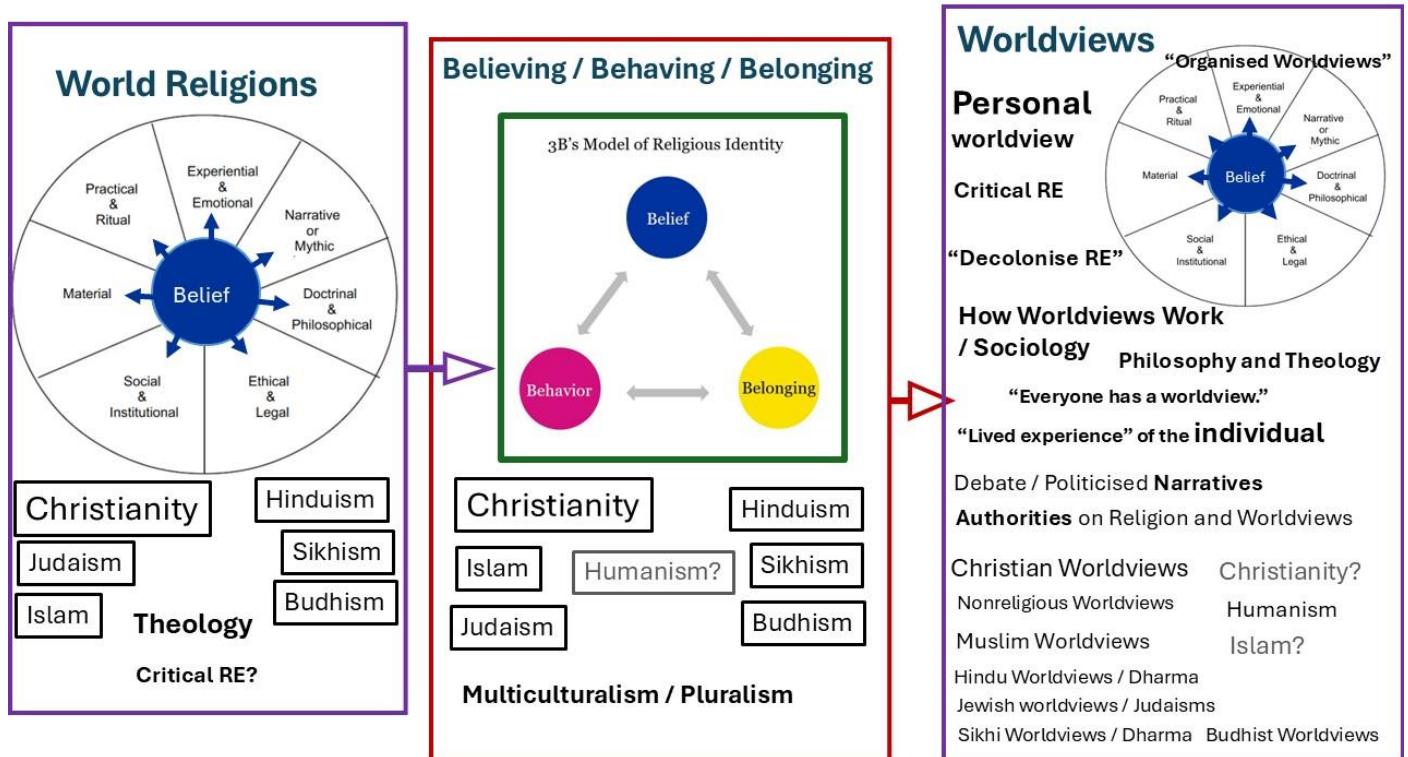 World Religions
Experiential
&
Emotional
Practical
&
Ritual
Narrative
or
Mythic
Material
Belief
Doctrinal
&
Philosophical
Social
&
Institutional
Ethical
&
Legal
Christianity
Hinduism
Judaism
Sikhism
Islam
Budhism
Theology
Critical RE?
Believing / Behaving / Belonging
3B's Model of Religious Identity
Belief
Behavior
Belonging
Christianity
Hinduism
Islam
Humanism?
Sikhism
Judaism
Budhism
Multiculturalism / Pluralism
Worldviews
“Organised Worldviews”
Personal
worldview
Critical RE
“Decolonise RE”
Experiential
&
Emotional
Practical
&
Ritual
Narrative
or
Mythic
Material
Belief
Doctrinal
&
Philosophical
Social
&
Institutional
Ethical
&
Legal
How Worldviews Work
/ Sociology
Philosophy and Theology
“Everyone has a worldview.”
“Lived experience” of the individual
Debate / Politicised Narratives
Authorities on Religion and Worldviews
Christian Worldviews
Christianity?
Nonreligious Worldviews
Humanism
Muslim Worldviews
Islam?
Hindu Worldviews / Dharma
Jewish worldviews / Judaisms
Sikhi Worldviews / Dharma
Budhist Worldviews